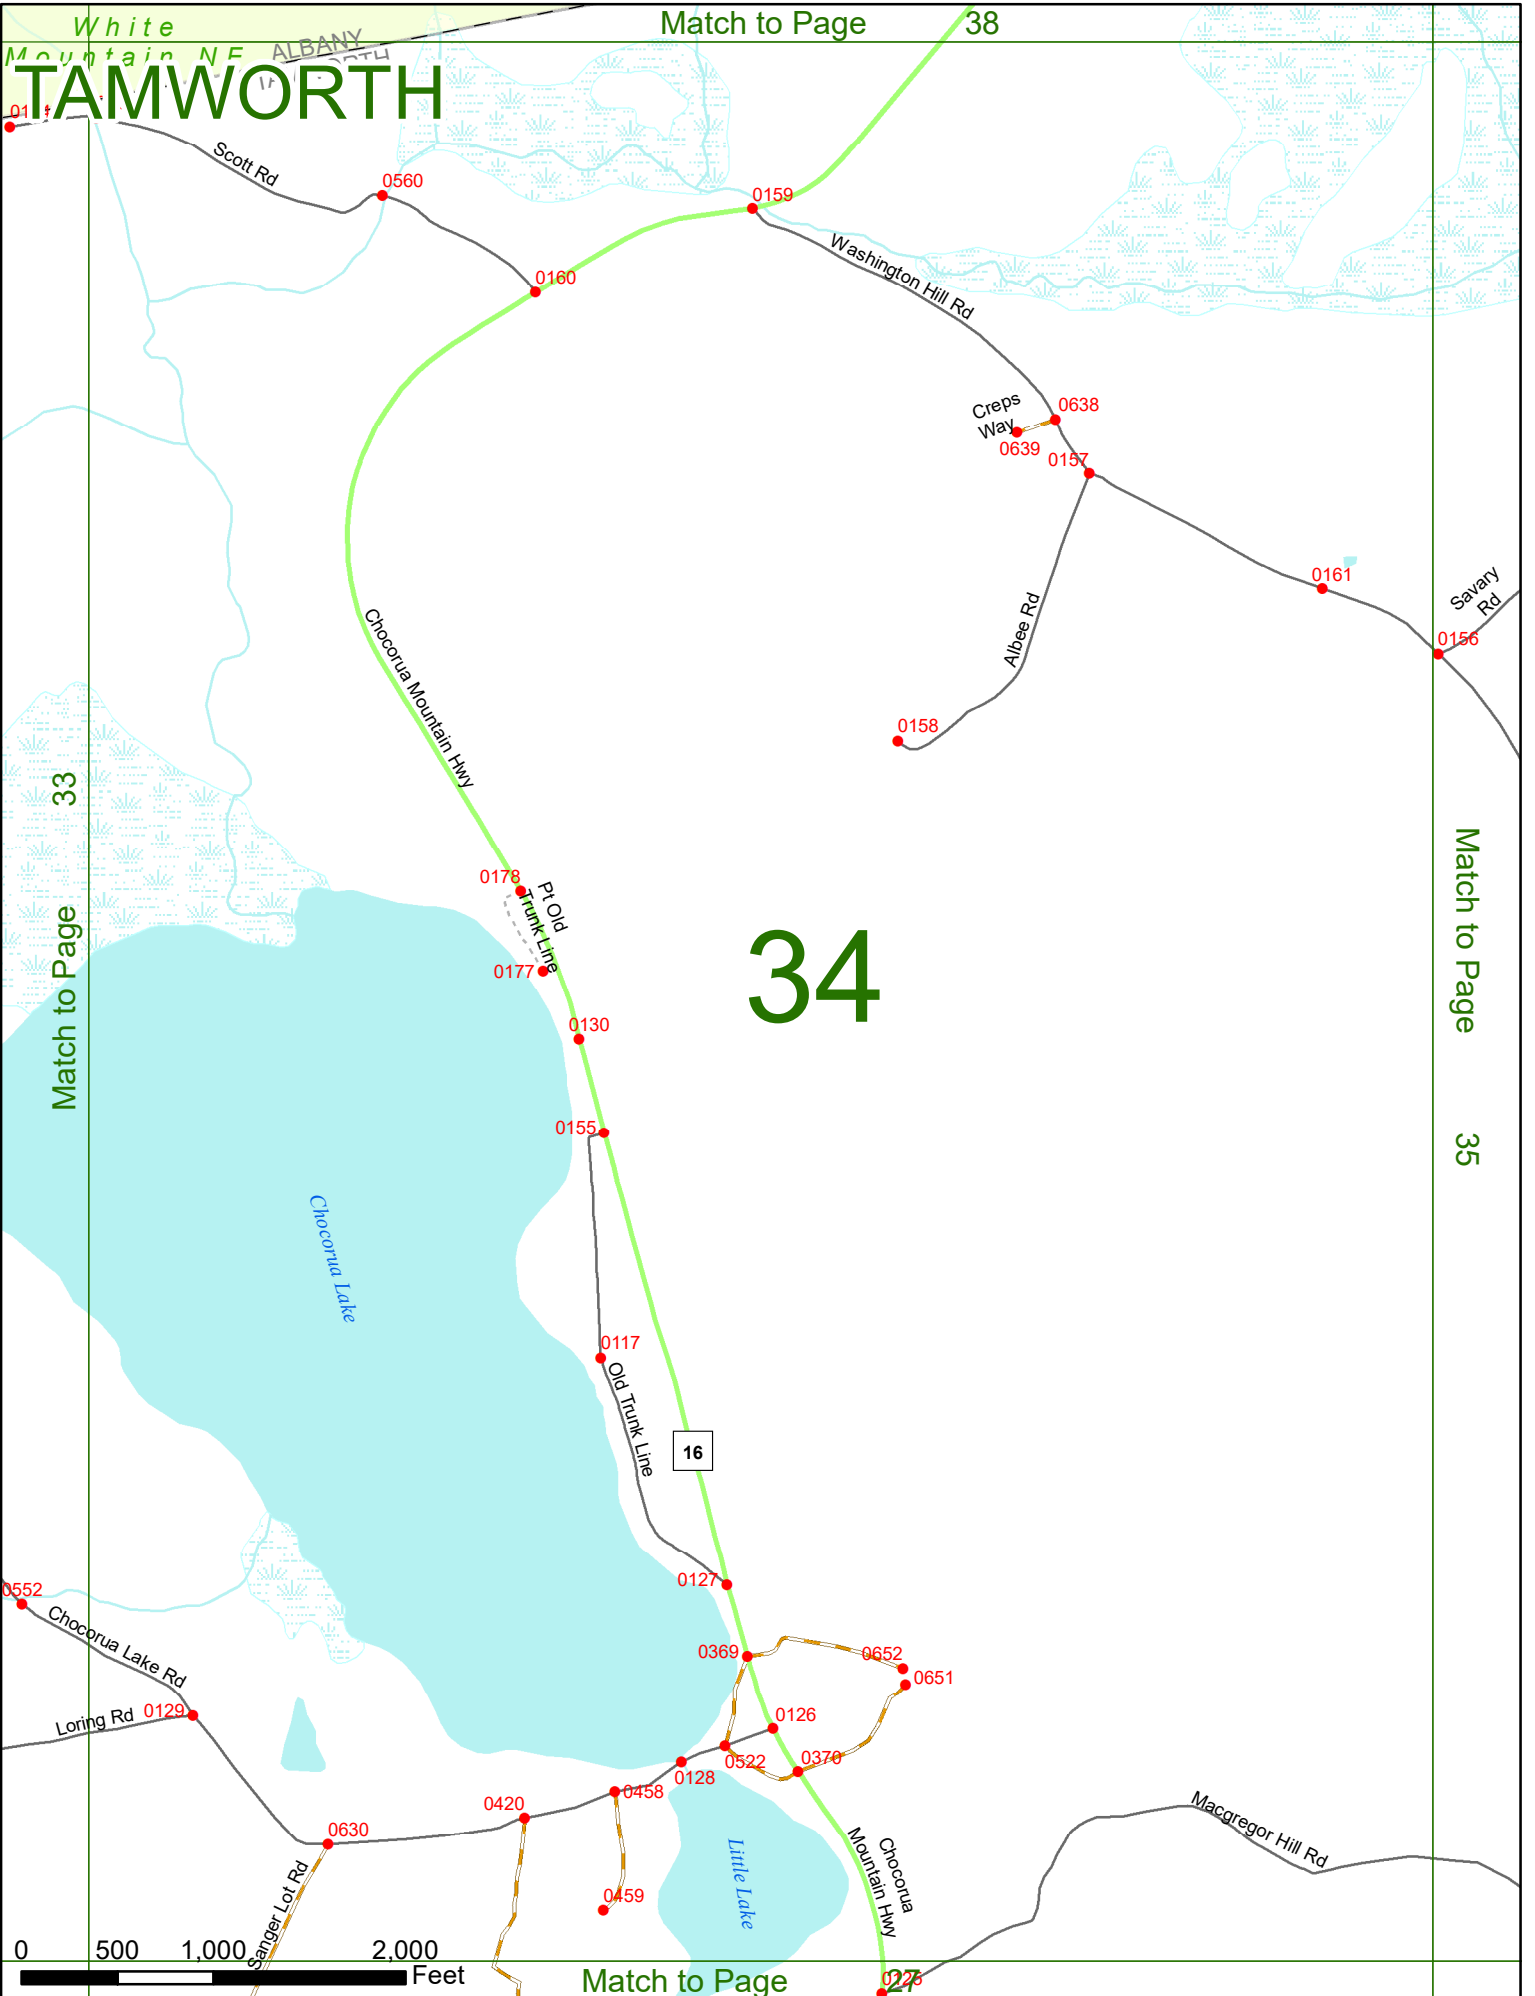 White
Mountain NF
Match to Page 38
ALBANY
TAMWORTH
Scott Rd
0560
0159
Washington Hill Rd
0160
Creps
Way
0638
0639
0157
0161
Savary
Rd
0156
Albee Rd
0158
Chocorua Mountain Hwy
Match to Page 33
0178
Pt Old
Trunk Line
0177
34
Match to Page 35
0130
0155
Chocorua Lake
0117
Old Trunk Line
16
0127
0552
Chocorua Lake Rd
0369
0652
0651
Loring Rd
0129
0126
0522
0370
0128
0458
0420
0630
Macgregor Hill Rd
Chocorua
Mountain Hwy
Little Lake
0459
Sanger Lot Rd
0 500 1,000 2,000
Feet
Match to Page 27
0125